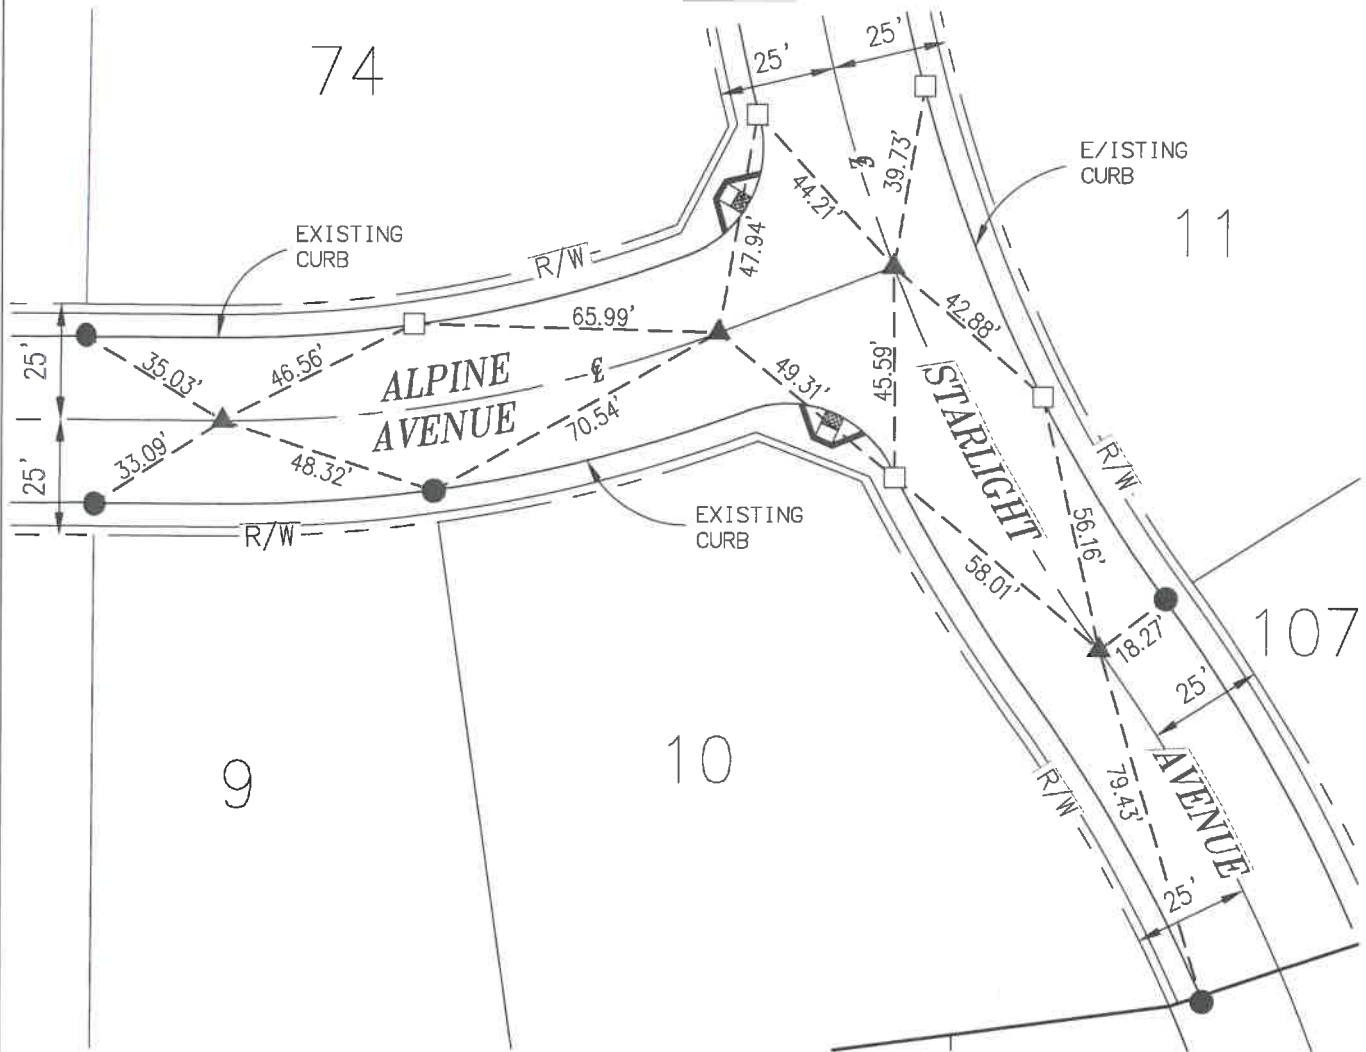 74
25'
25'
E/ISTING
CURB
11
EXISTING
CURB
R/W
44.21'
39.73'
47.94'
65.99'
42.88'
25'
35.03'
46.56'
ALPINE
AVENUE
℄
49.31'
45.59'
STARLIGHT
R/W
25'
33.09'
48.32'
70.54'
R/W
EXISTING
CURB
58.01'
56.16'
18.27'
107
25'
9
10
R/W
79.43'
AVENUE
25'